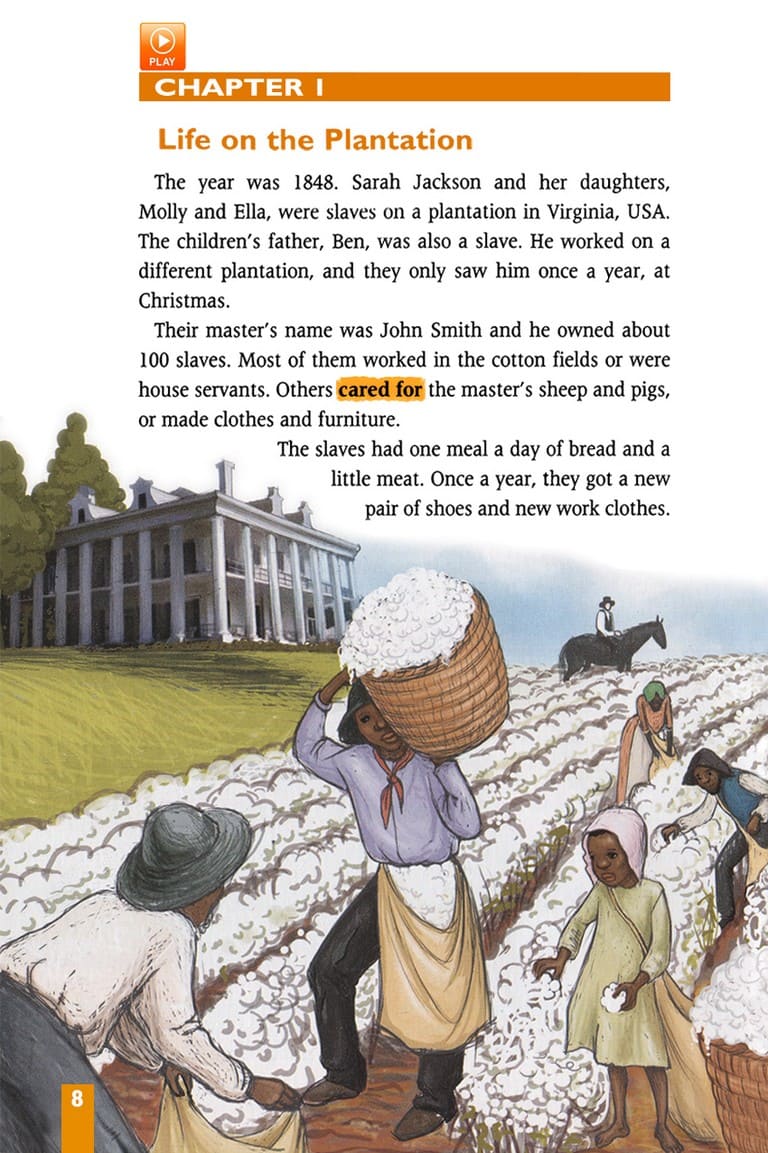 PLAY
CHAPTER I
Life on the Plantation
The year was 1848. Sarah Jackson and her daughters,
Molly and Ella, were slaves on a plantation in Virginia, USA.
The children's father, Ben, was also a slave. He worked on a
different plantation, and they only saw him once a year, at
Christmas.
Their master's name was John Smith and he owned about
100 slaves. Most of them worked in the cotton fields or were
house servants. Others cared for the master's sheep and pigs,
or made clothes and furniture.
The slaves had one meal a day of bread and a
little meat. Once a year, they got a new
pair of shoes and new work clothes.
8